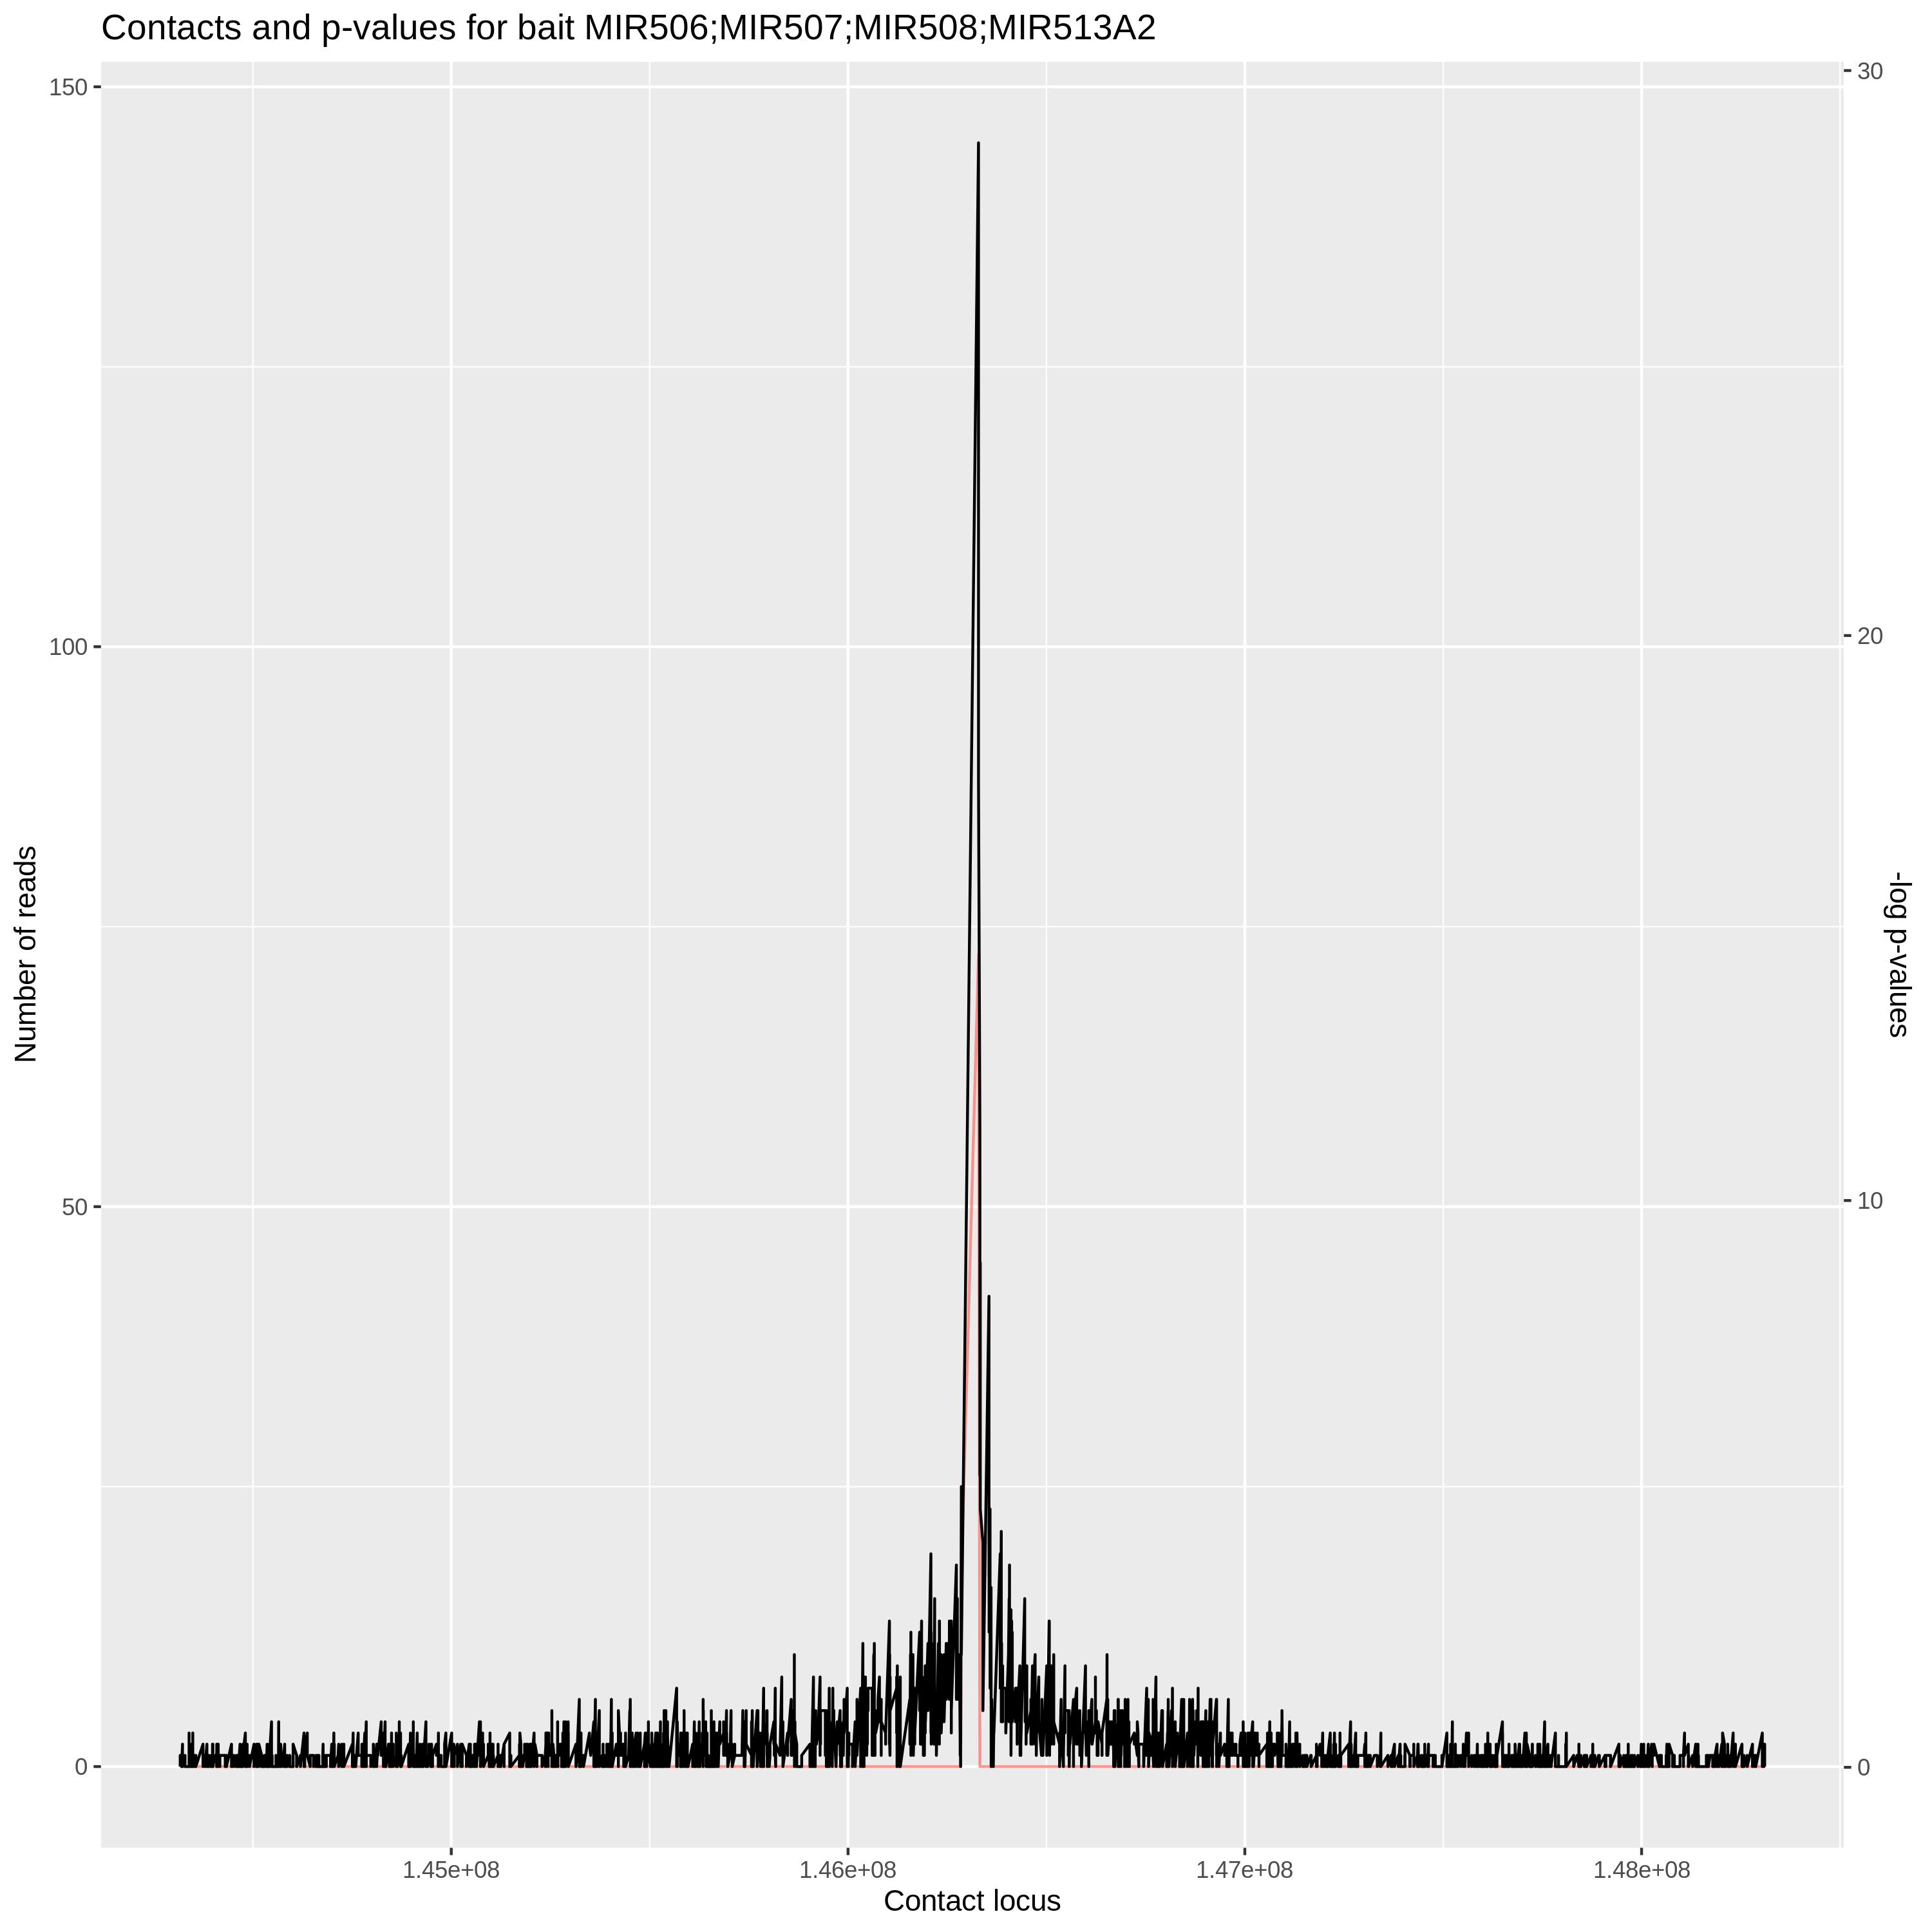 Contacts and p-values for bait MIR506;MIR507;MIR508;MIR513A2
150
100
50
0
30
20
10
0
Number of reads
-log p-values
1.45e+08 1.46e+08 1.47e+08 1.48e+08
Contact locus